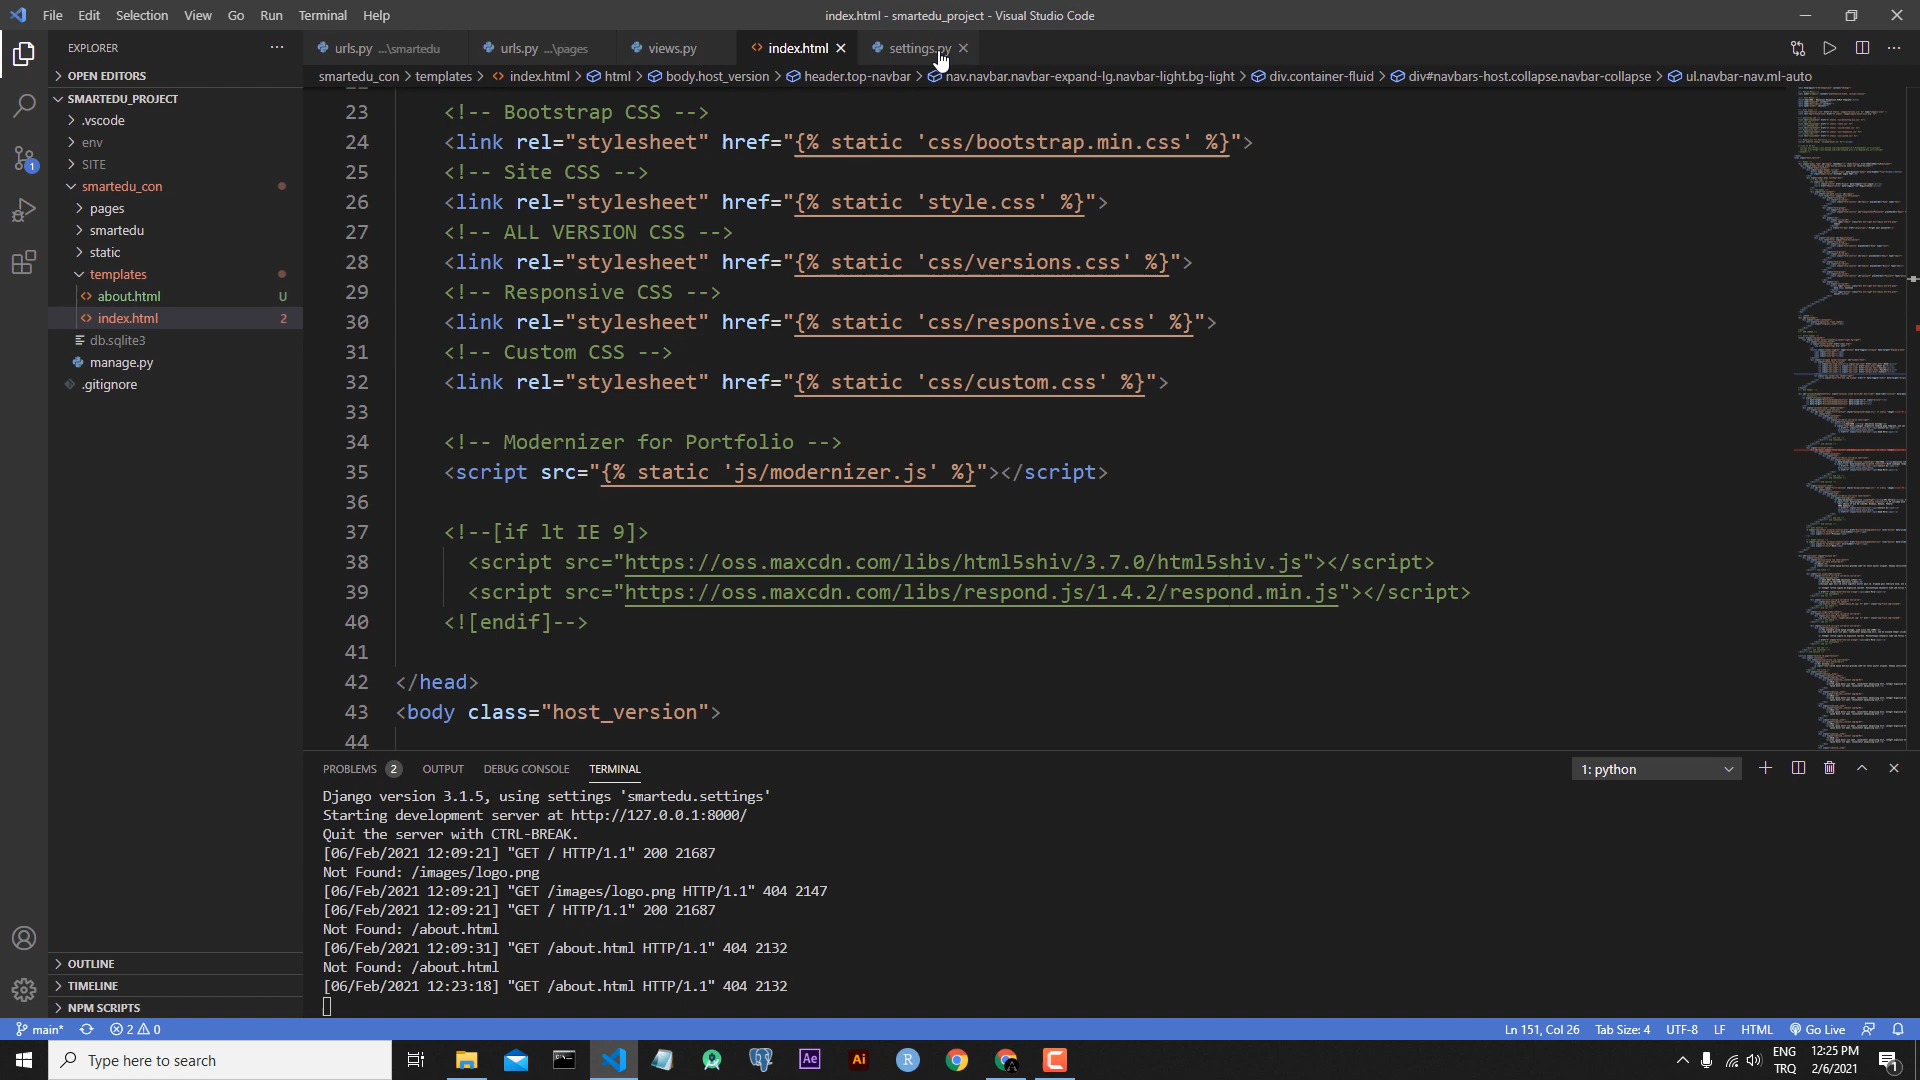 File Edit Selection View Go Run Terminal Help
index.html - smartedu_project - Visual Studio Code
EXPLORER
urls.py ...\smartedu
urls.py ...\pages
views.py
index.html
settings.py
smartedu_con > templates > index.html > html > body.host_version > header.top-navbar > nav.navbar.navbar-expand-lg.navbar-light.bg-light > div.container-fluid > div#navbars-host.collapse.navbar-collapse > ul.navbar-nav.ml-auto
OPEN EDITORS
SMARTEDU_PROJECT
.vscode
env
SITE
smartedu_con
pages
smartedu
static
templates
about.html U
index.html 2
db.sqlite3
manage.py
.gitignore
OUTLINE
TIMELINE
NPM SCRIPTS
1
23 <!-- Bootstrap CSS -->
24 <link rel="stylesheet" href="{% static 'css/bootstrap.min.css' %}">
25 <!-- Site CSS -->
26 <link rel="stylesheet" href="{% static 'style.css' %}">
27 <!-- ALL VERSION CSS -->
28 <link rel="stylesheet" href="{% static 'css/versions.css' %}">
29 <!-- Responsive CSS -->
30 <link rel="stylesheet" href="{% static 'css/responsive.css' %}">
31 <!-- Custom CSS -->
32 <link rel="stylesheet" href="{% static 'css/custom.css' %}">
33
34 <!-- Modernizer for Portfolio -->
35 <script src="{% static 'js/modernizer.js' %}"></script>
36
37 <!--[if lt IE 9]>
38 <script src="https://oss.maxcdn.com/libs/html5shiv/3.7.0/html5shiv.js"></script>
39 <script src="https://oss.maxcdn.com/libs/respond.js/1.4.2/respond.min.js"></script>
40 <![endif]-->
41
42 </head>
43 <body class="host_version">
44
PROBLEMS 2 OUTPUT DEBUG CONSOLE TERMINAL
1: python
Django version 3.1.5, using settings 'smartedu.settings'
Starting development server at http://127.0.0.1:8000/
Quit the server with CTRL-BREAK.
[06/Feb/2021 12:09:21] "GET / HTTP/1.1" 200 21687
Not Found: /images/logo.png
[06/Feb/2021 12:09:21] "GET /images/logo.png HTTP/1.1" 404 2147
[06/Feb/2021 12:09:21] "GET / HTTP/1.1" 200 21687
Not Found: /about.html
[06/Feb/2021 12:09:31] "GET /about.html HTTP/1.1" 404 2132
Not Found: /about.html
[06/Feb/2021 12:23:18] "GET /about.html HTTP/1.1" 404 2132
main* 2 0
Ln 151, Col 26 Tab Size: 4 UTF-8 LF HTML Go Live
Type here to search
Ae
Ai
R
ENG
TRQ
12:25 PM
2/6/2021
1